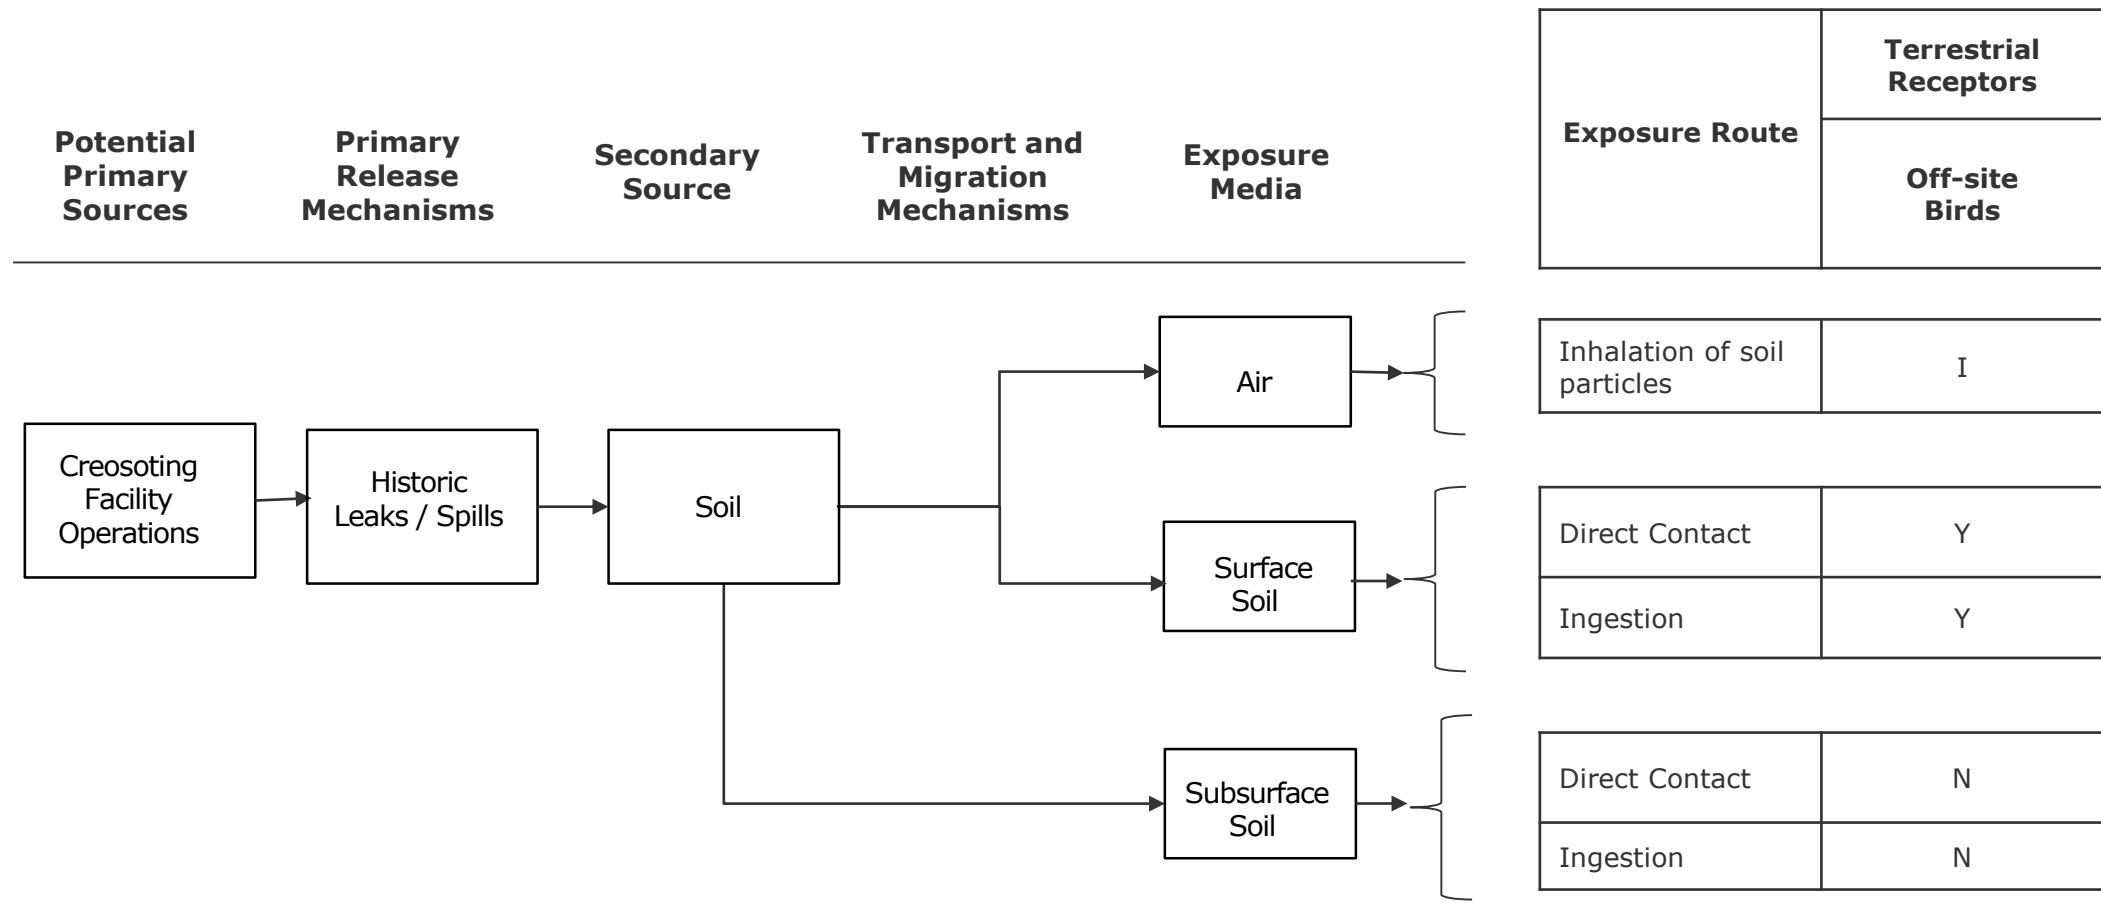 Potential
Primary
Sources
Primary
Release
Mechanisms
Secondary
Source
Transport and
Migration
Mechanisms
Exposure
Media
Exposure Route
Terrestrial
Receptors
Off-site
Birds
Creosoting
Facility
Operations
Historic
Leaks / Spills
Soil
Air
Inhalation of soil
particles
I
Surface
Soil
Direct Contact
Y
Ingestion
Y
Subsurface
Soil
Direct Contact
N
Ingestion
N